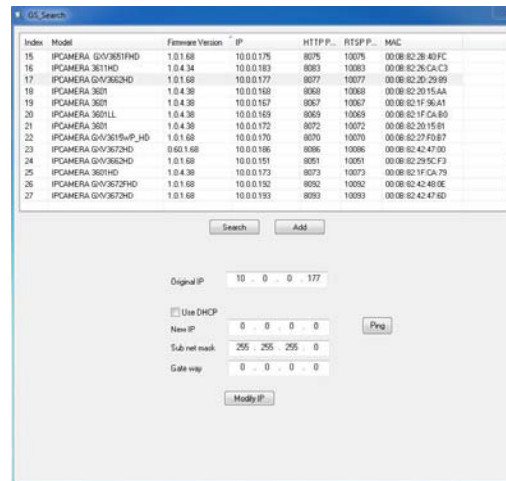 GS_Search
Index Model Firmware Version IP HTTP P... RTSP P... MAC
15 IPCAMERA GXV3651FHD 1.0.1.68 10.0.0.175 8075 10075 00:0B:82:2B:40:FC
16 IPCAMERA 3611HD 1.0.4.34 10.0.0.183 8083 10083 00:0B:82:26:CA:C3
17 IPCAMERA GXV3662HD 1.0.1.68 10.0.0.177 8077 10077 00:0B:82:2D:29:89
18 IPCAMERA 3601 1.0.4.38 10.0.0.168 8068 10068 00:0B:82:20:15:AA
19 IPCAMERA 3601 1.0.4.38 10.0.0.167 8067 10067 00:0B:82:1F:96:A1
20 IPCAMERA 3601LL 1.0.4.38 10.0.0.169 8069 10069 00:0B:82:1F:CA:B0
21 IPCAMERA 3601 1.0.4.38 10.0.0.172 8072 10072 00:0B:82:20:15:81
22 IPCAMERA GXV3615WP_HD 1.0.1.68 10.0.0.170 8070 10070 00:0B:82:27:F0:B7
23 IPCAMERA GXV3672HD 0.60.1.68 10.0.0.186 8086 10086 00:0B:82:42:47:00
24 IPCAMERA GXV3662HD 1.0.1.68 10.0.0.151 8051 10051 00:0B:82:29:5C:F3
25 IPCAMERA 3601HD 1.0.4.38 10.0.0.173 8073 10073 00:0B:82:1F:CA:79
26 IPCAMERA GXV3672FHD 1.0.1.68 10.0.0.192 8092 10092 00:0B:82:42:48:0E
27 IPCAMERA GXV3672HD 1.0.1.68 10.0.0.193 8093 10093 00:0B:82:42:47:6D
Search Add
Original IP 10 . 0 . 0 . 177
Use DHCP
New IP 0 . 0 . 0 . 0 Ping
Sub net mask 255 . 255 . 255 . 0
Gate way 0 . 0 . 0 . 0
Modify IP